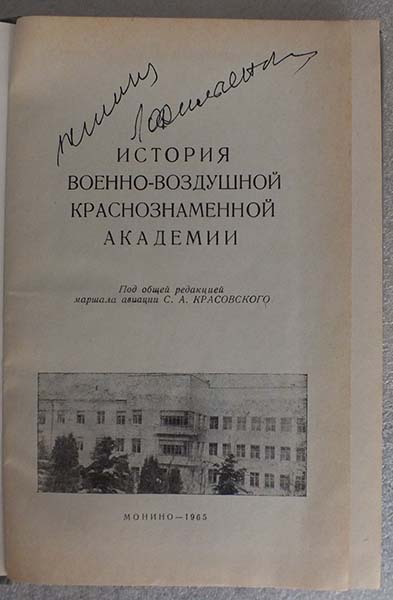 ИСТОРИЯ
ВОЕННО-ВОЗДУШНОЙ
КРАСНОЗНАМЕННОЙ
АКАДЕМИИ
Под общей редакцией
маршала авиации С. А. КРАСОВСКОГО
МОНИНО—1965